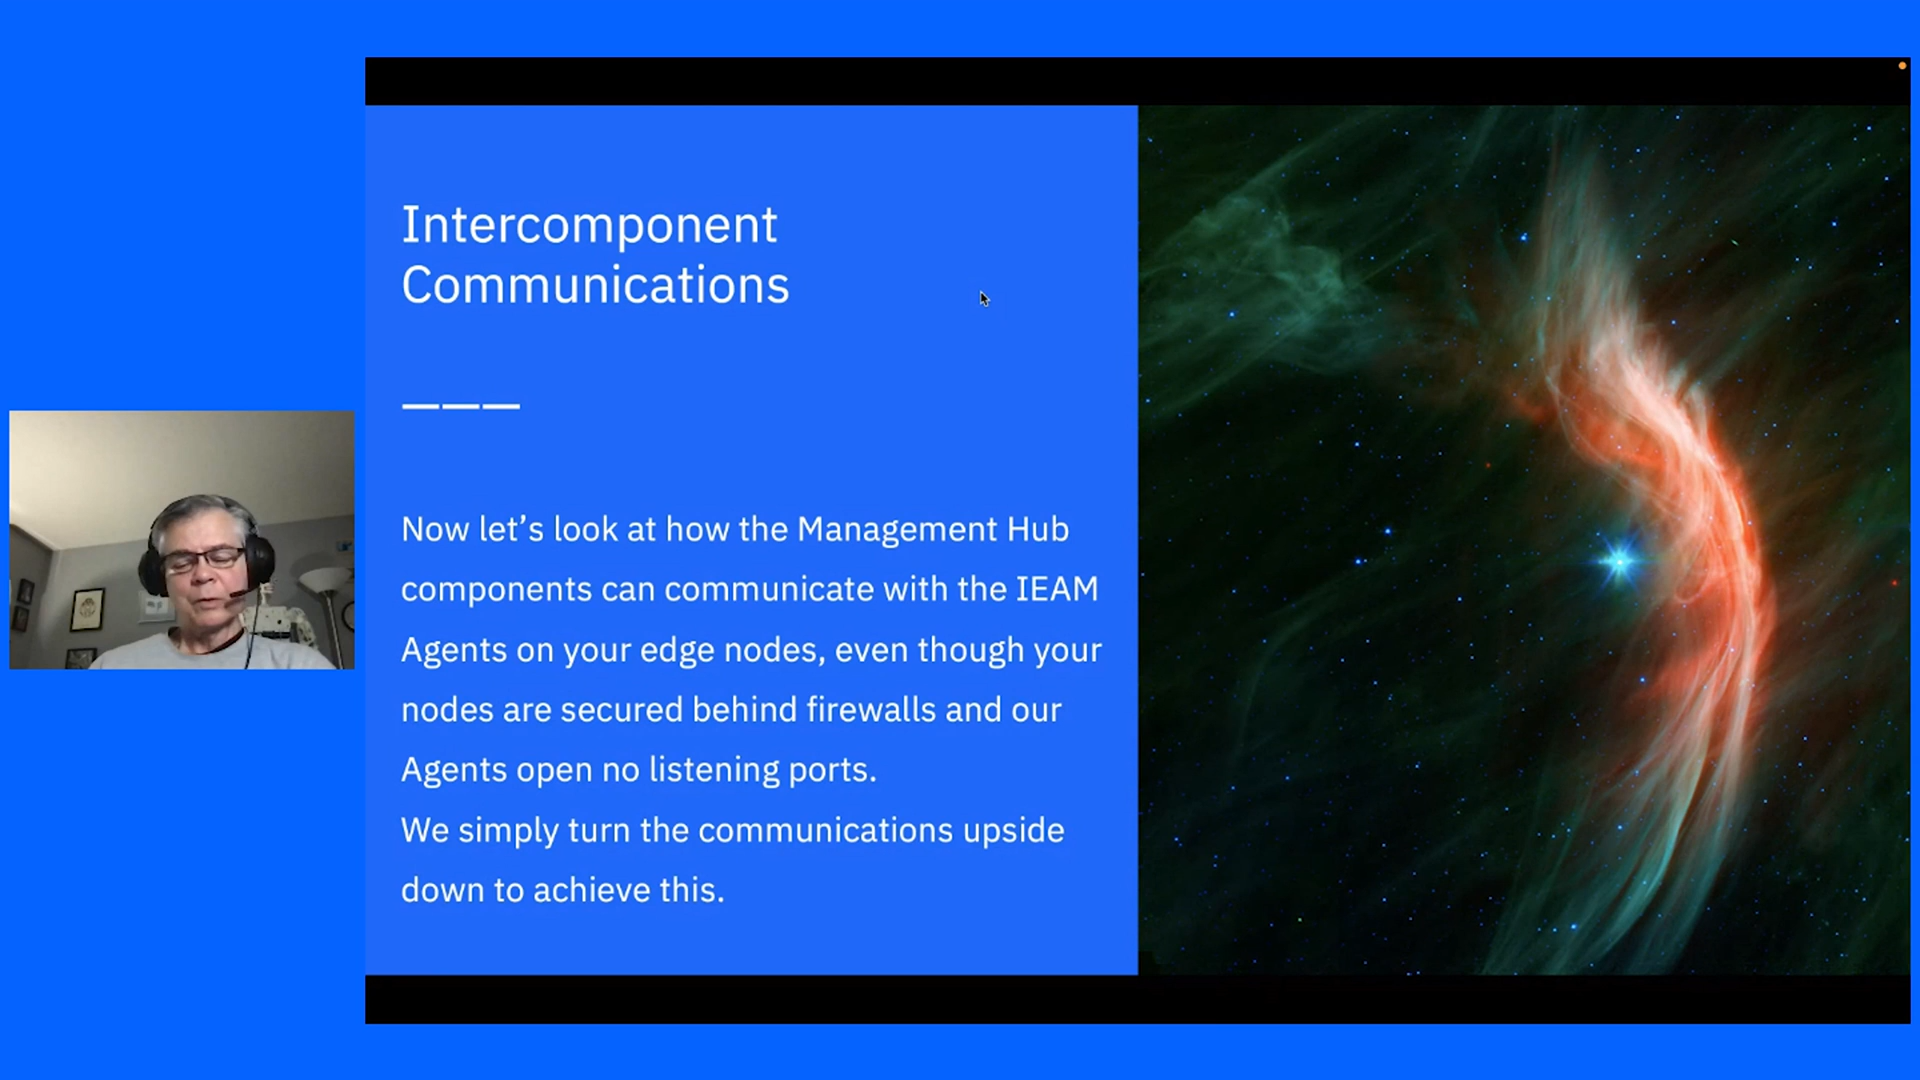 Intercomponent
Communications
———
Now let’s look at how the Management Hub
components can communicate with the IEAM
Agents on your edge nodes, even though your
nodes are secured behind firewalls and our
Agents open no listening ports.
We simply turn the communications upside
down to achieve this.